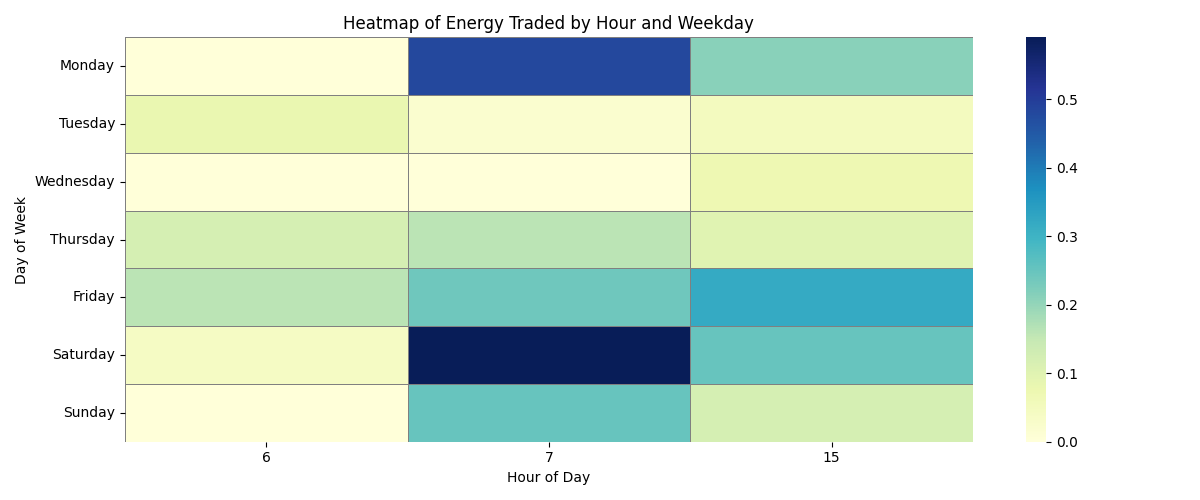 Heatmap of Energy Traded by Hour and Weekday
Monday
Tuesday
Wednesday
Thursday
Friday
Saturday
Sunday
Day of Week
6
7
15
Hour of Day
0.5
0.4
0.3
0.2
0.1
0.0